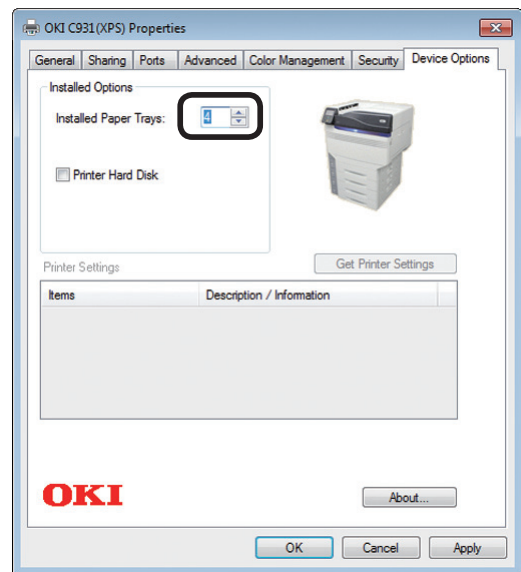 OKI C931(XPS) Properties
General Sharing Ports Advanced Color Management Security Device Options
Installed Options
Installed Paper Trays: 4
Printer Hard Disk
Printer Settings
Get Printer Settings
Items Description / Information
OKI
About...
OK Cancel Apply